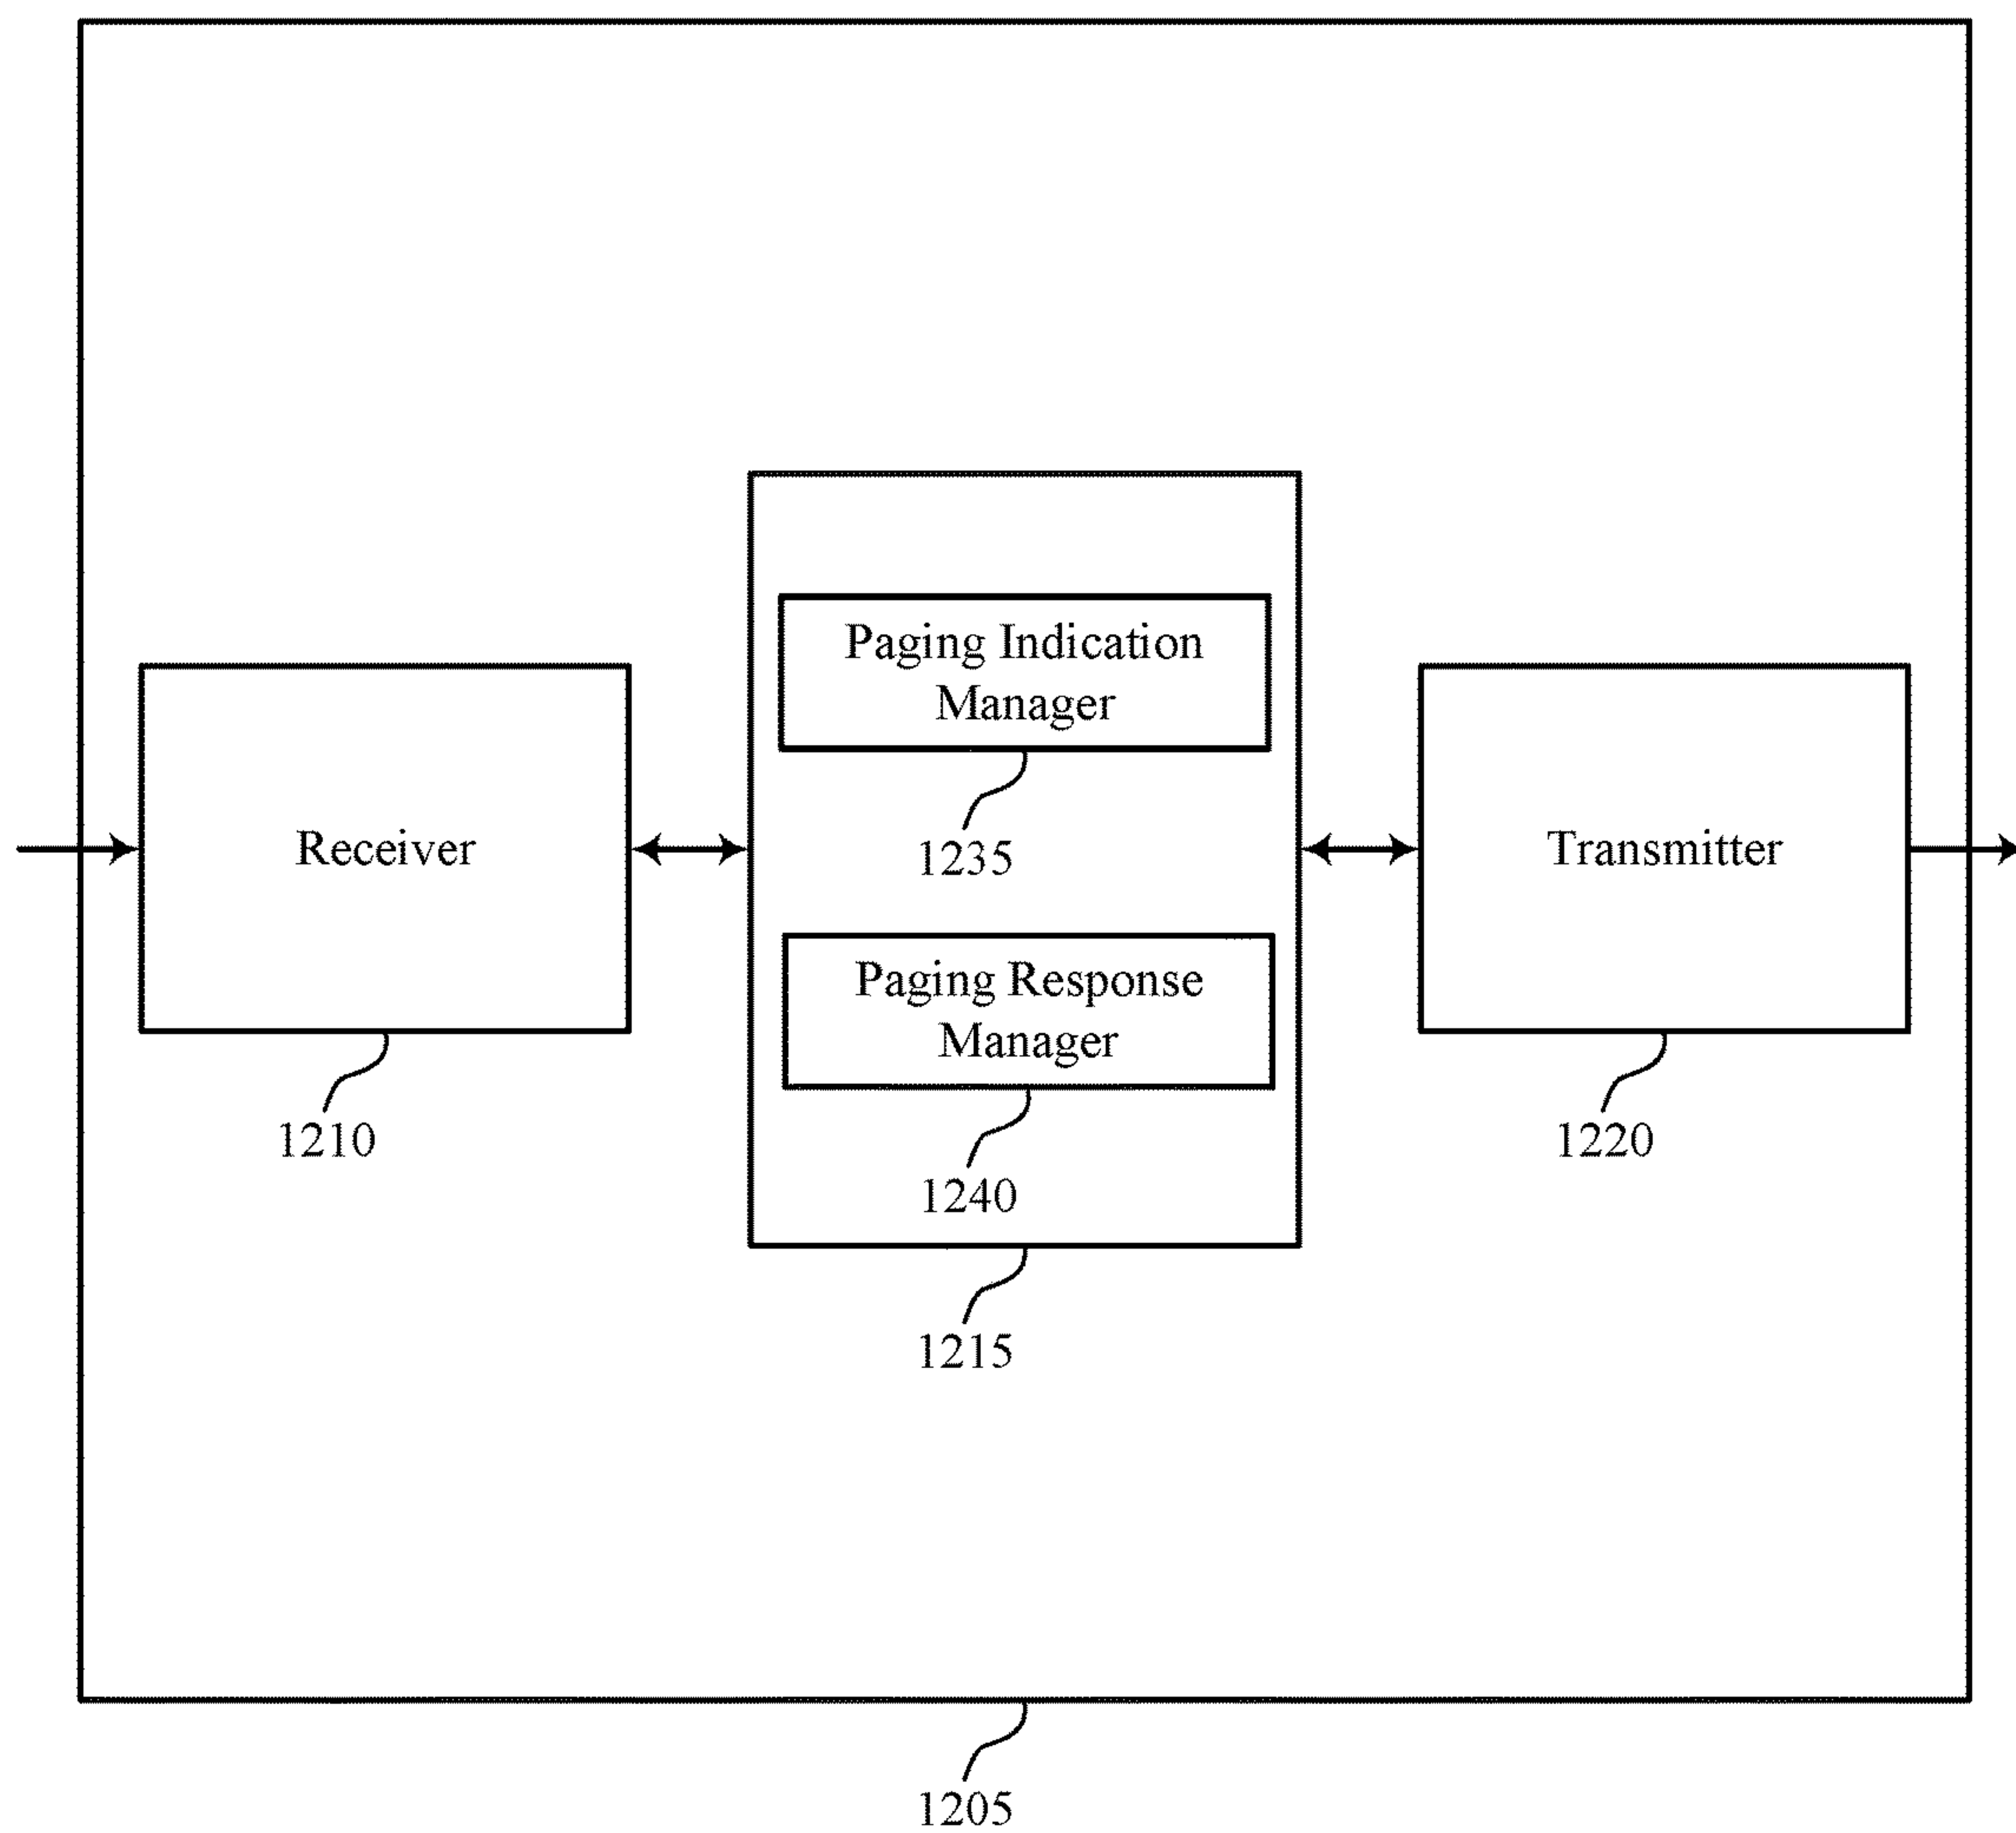 Paging Indication
Manager
1235
Receiver
1210
Paging Response
Manager
1240
1215
Transmitter
1220
1205